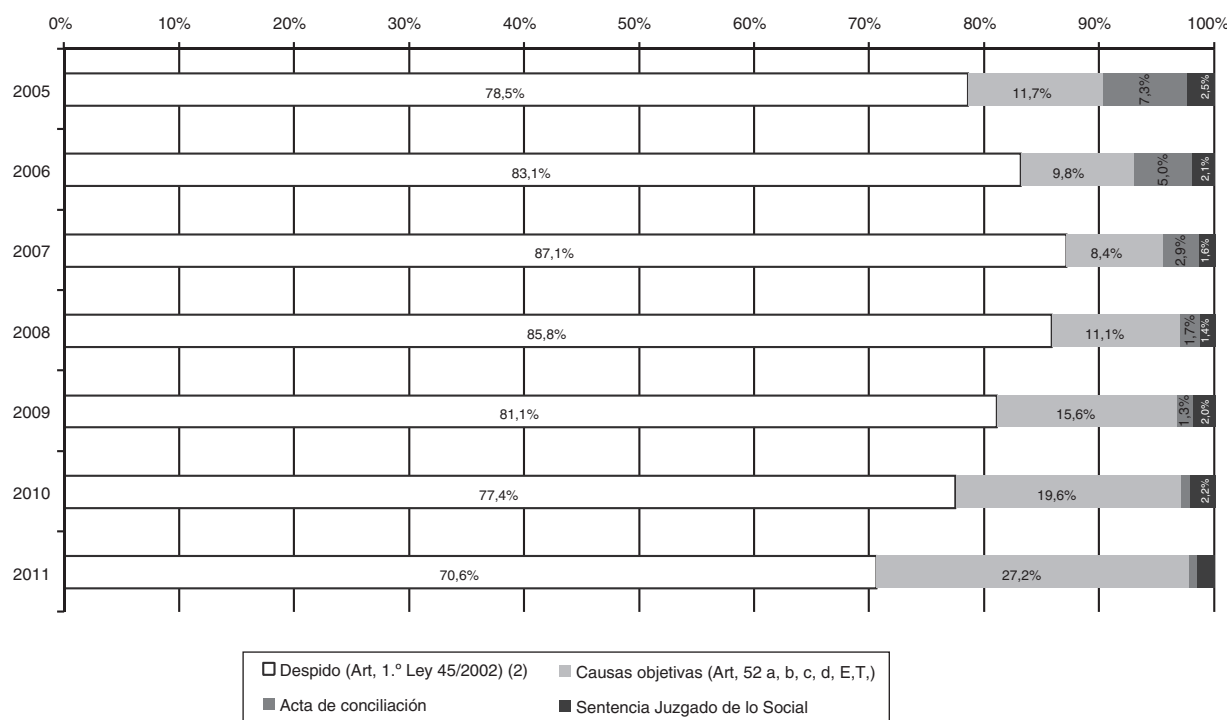 0% 10% 20% 30% 40% 50% 60% 70% 80% 90% 100%
2005 78,5% 11,7% 7,3% 2,5%
2006 83,1% 9,8% 5,0% 2,1%
2007 87,1% 8,4% 2,9% 1,6%
2008 85,8% 11,1% 1,7% 1,4%
2009 81,1% 15,6% 1,3% 2,0%
2010 77,4% 19,6% 2,2%
2011 70,6% 27,2%
Despido (Art, 1.º Ley 45/2002) (2) Causas objetivas (Art, 52 a, b, c, d, E,T,)
Acta de conciliación Sentencia Juzgado de lo Social